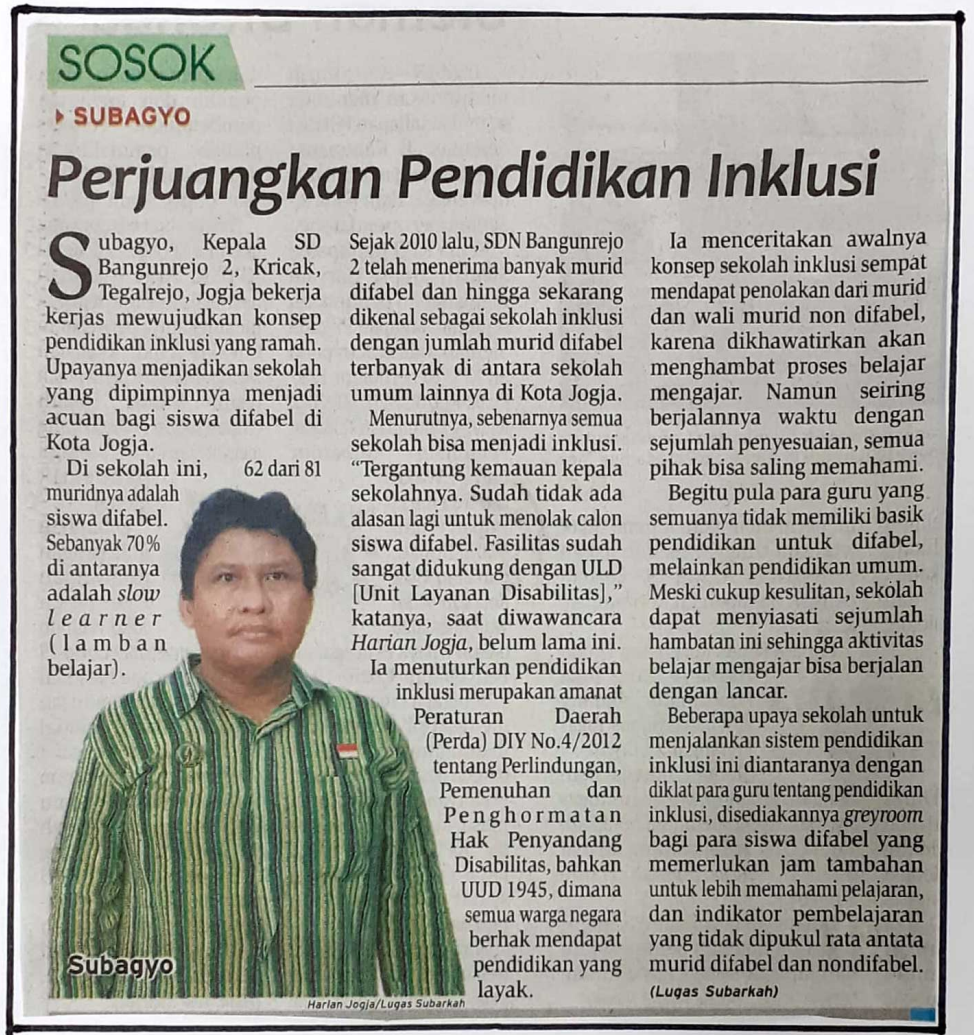 SOSOK
SUBAGYO
Perjuangkan Pendidikan Inklusi
Subagyo, Kepala SD
Bangunrejo 2, Kricak,
Tegalrejo, Jogja bekerja
kerjas mewujudkan konsep
pendidikan inklusi yang ramah.
Upayanya menjadikan sekolah
yang dipimpinnya menjadi
acuan bagi siswa difabel di
Kota Jogja.
Di sekolah ini, 62 dari 81
muridnya adalah
siswa difabel.
Sebanyak 70%
di antaranya
adalah slow
learner
(lamban
belajar).
Subagyo
Harian Jogja/Lugas Subarkah
Sejak 2010 lalu, SDN Bangunrejo
2 telah menerima banyak murid
difabel dan hingga sekarang
dikenal sebagai sekolah inklusi
dengan jumlah murid difabel
terbanyak di antara sekolah
umum lainnya di Kota Jogja.
Menurutnya, sebenarnya semua
sekolah bisa menjadi inklusi.
“Tergantung kemauan kepala
sekolahnya. Sudah tidak ada
alasan lagi untuk menolak calon
siswa difabel. Fasilitas sudah
sangat didukung dengan ULD
[Unit Layanan Disabilitas],”
katanya, saat diwawancara
Harian Jogja, belum lama ini.
Ia menuturkan pendidikan
inklusi merupakan amanat
Peraturan Daerah
(Perda) DIY No.4/2012
tentang Perlindungan,
Pemenuhan dan
Penghormatan
Hak Penyandang
Disabilitas, bahkan
UUD 1945, dimana
semua warga negara
berhak mendapat
pendidikan yang
layak.
Ia menceritakan awalnya
konsep sekolah inklusi sempat
mendapat penolakan dari murid
dan wali murid non difabel,
karena dikhawatirkan akan
menghambat proses belajar
mengajar. Namun seiring
berjalannya waktu dengan
sejumlah penyesuaian, semua
pihak bisa saling memahami.
Begitu pula para guru yang
semuanya tidak memiliki basik
pendidikan untuk difabel,
melainkan pendidikan umum.
Meski cukup kesulitan, sekolah
dapat menyiasati sejumlah
hambatan ini sehingga aktivitas
belajar mengajar bisa berjalan
dengan lancar.
Beberapa upaya sekolah untuk
menjalankan sistem pendidikan
inklusi ini diantaranya dengan
diklat para guru tentang pendidikan
inklusi, disediakannya greyroom
bagi para siswa difabel yang
memerlukan jam tambahan
untuk lebih memahami pelajaran,
dan indikator pembelajaran
yang tidak dipukul rata antata
murid difabel dan nondifabel.
(Lugas Subarkah)